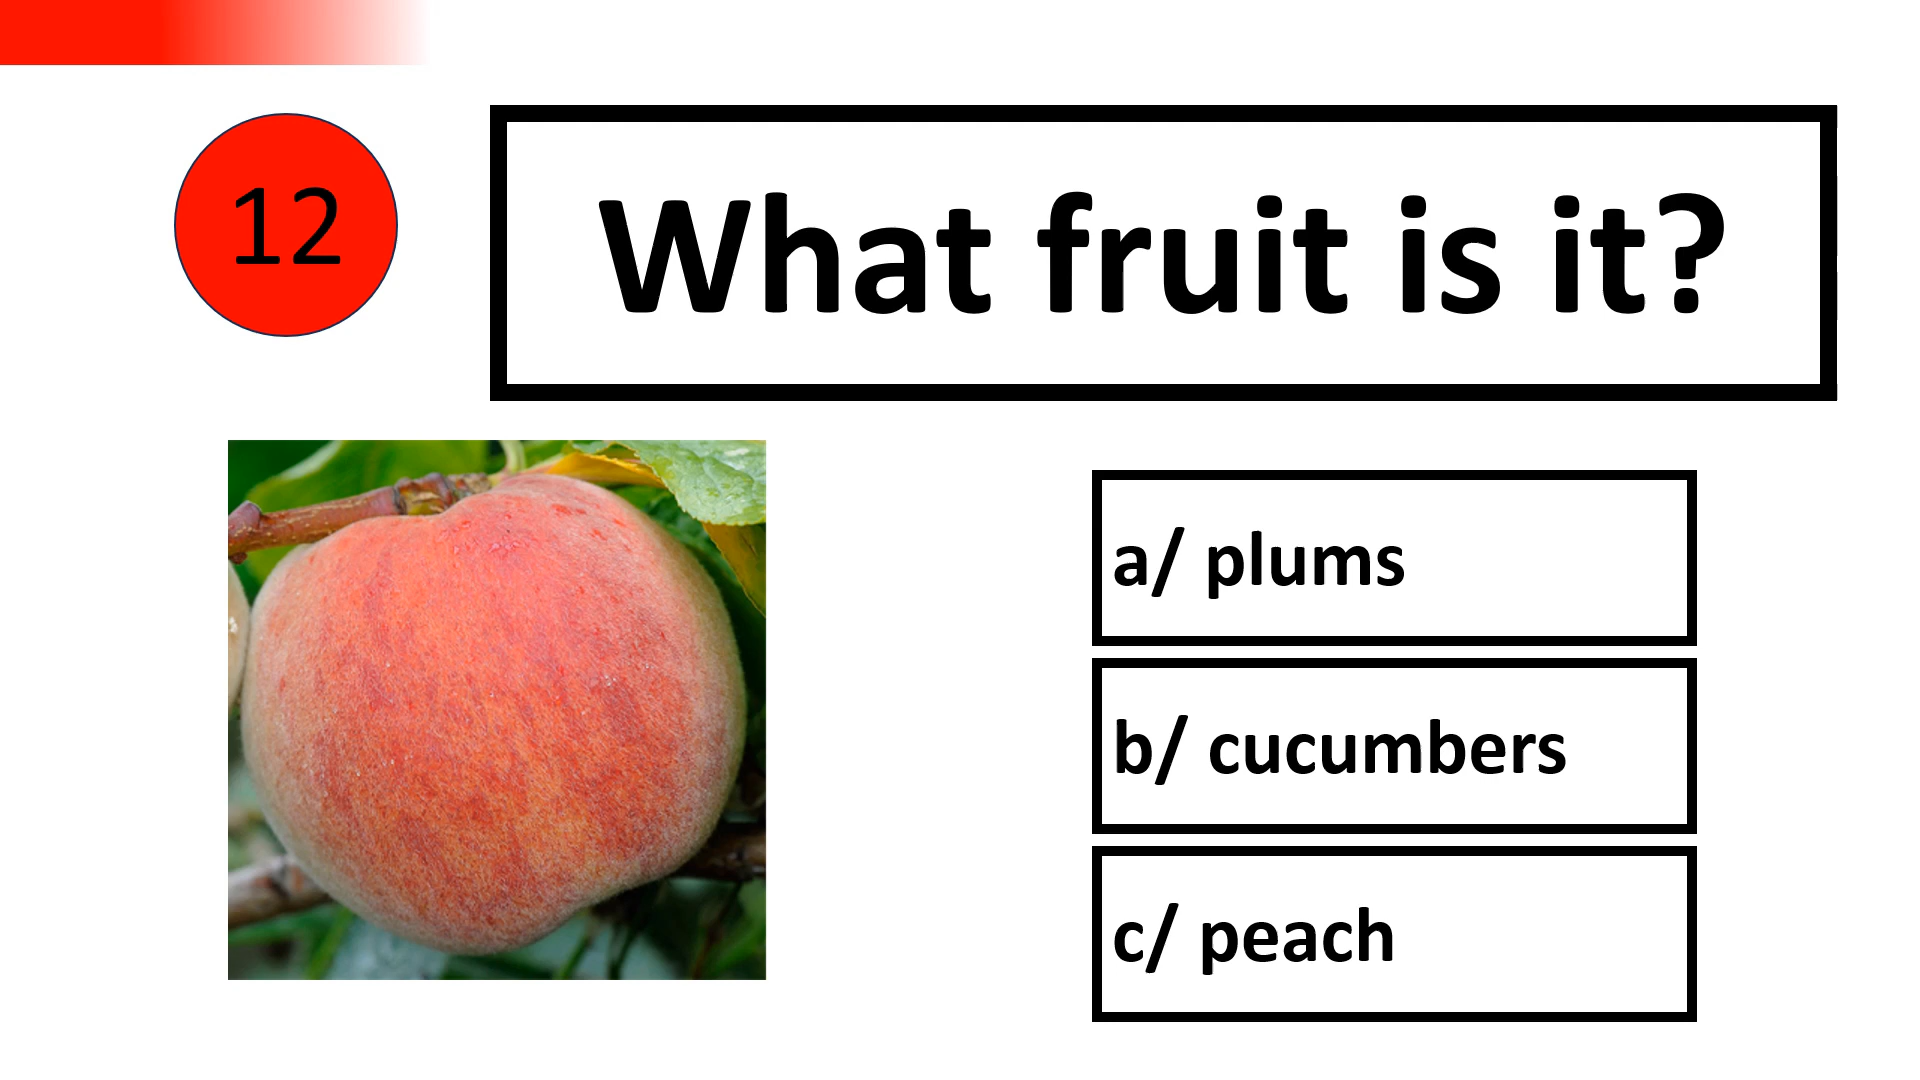 12
What fruit is it?
a/ plums
b/ cucumbers
c/ peach